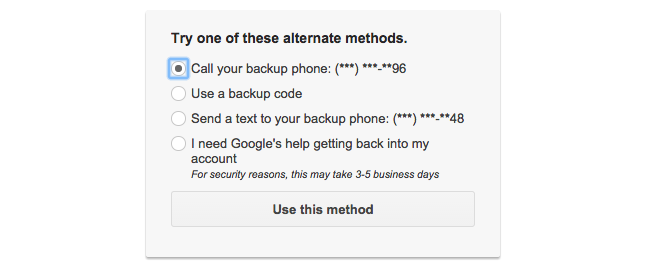 Try one of these alternate methods.
Call your backup phone: (***) ***-**96
Use a backup code
Send a text to your backup phone: (***) ***-**48
I need Google's help getting back into my
account
For security reasons, this may take 3-5 business days
Use this method